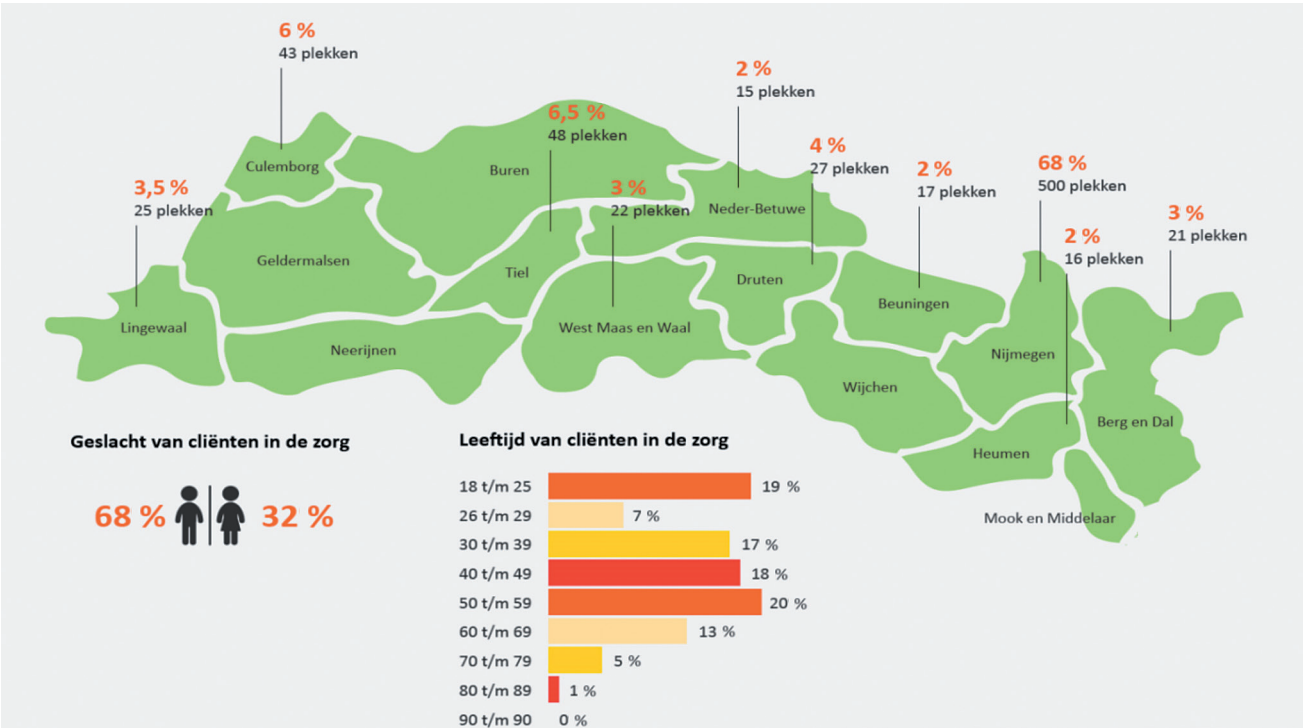 6 %
43 plekken
2 %
15 plekken
6,5 %
48 plekken
4 %
27 plekken
68 %
500 plekken
2 %
17 plekken
3,5 %
25 plekken
3 %
22 plekken
3 %
21 plekken
2 %
16 plekken
Culemborg
Buren
Neder-Betuwe
Geldermalsen
Tiel
Druten
Beuningen
Lingewaal
West Maas en Waal
Neerijnen
Nijmegen
Wijchen
Berg en Dal
Heumen
Mook en Middelaar
Geslacht van cliënten in de zorg
68 % 32 %
Leeftijd van cliënten in de zorg
18 t/m 25 19 %
26 t/m 29 7 %
30 t/m 39 17 %
40 t/m 49 18 %
50 t/m 59 20 %
60 t/m 69 13 %
70 t/m 79 5 %
80 t/m 89 1 %
90 t/m 90 0 %